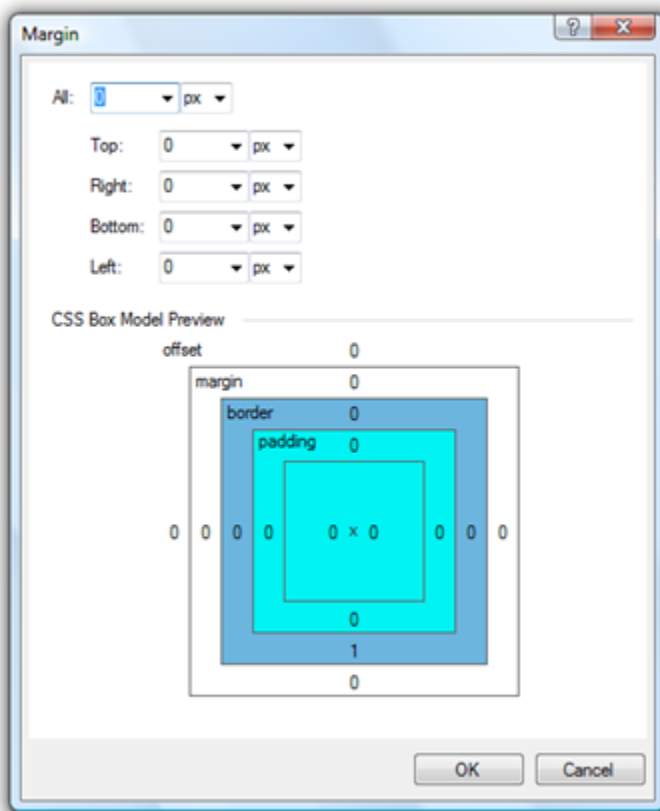 Margin ?
All: 0 px
Top: 0 px
Right: 0 px
Bottom: 0 px
Left: 0 px
CSS Box Model Preview
offset 0
margin 0
border 0
padding 0
0 0 0 0 0 x 0 0 0 0
0
1
0
OK Cancel